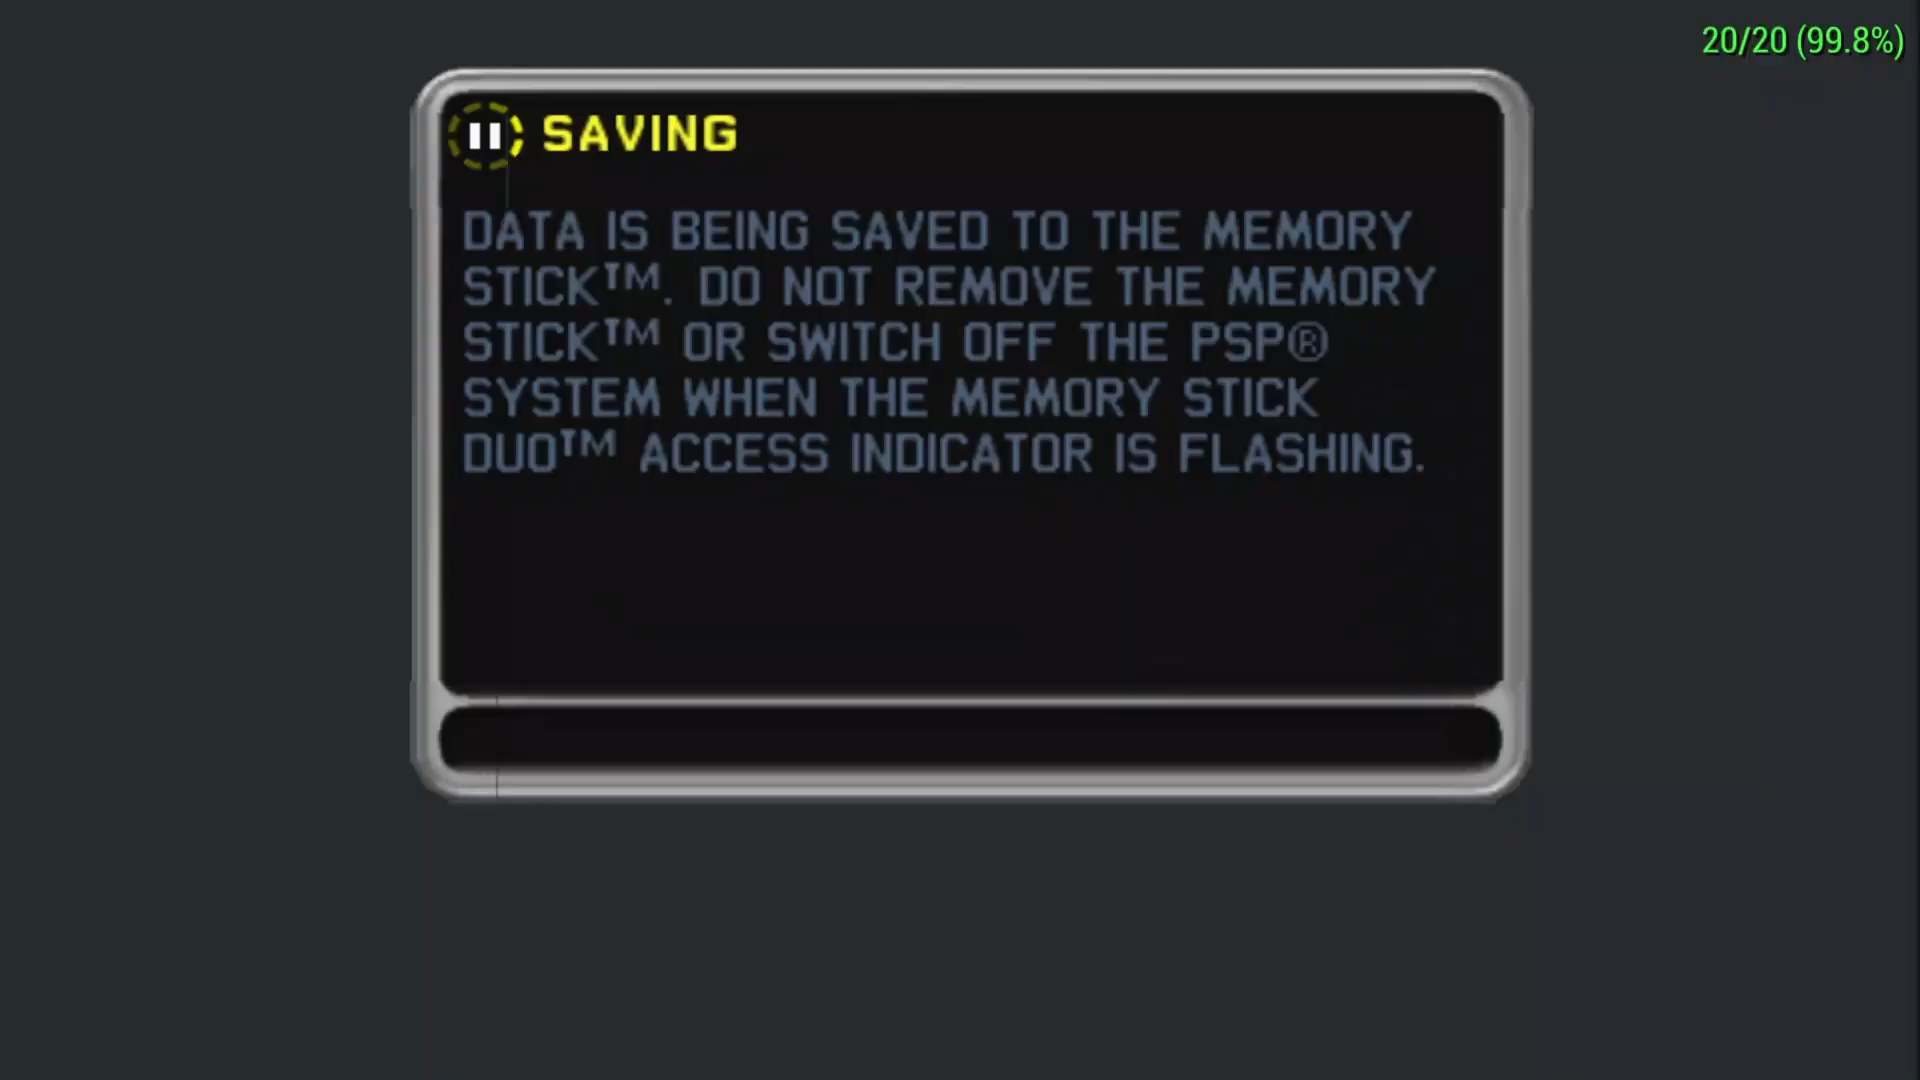 20/20 (99.8%)
SAVING
DATA IS BEING SAVED TO THE MEMORY
STICK™. DO NOT REMOVE THE MEMORY
STICK™ OR SWITCH OFF THE PSP®
SYSTEM WHEN THE MEMORY STICK
DUO™ ACCESS INDICATOR IS FLASHING.